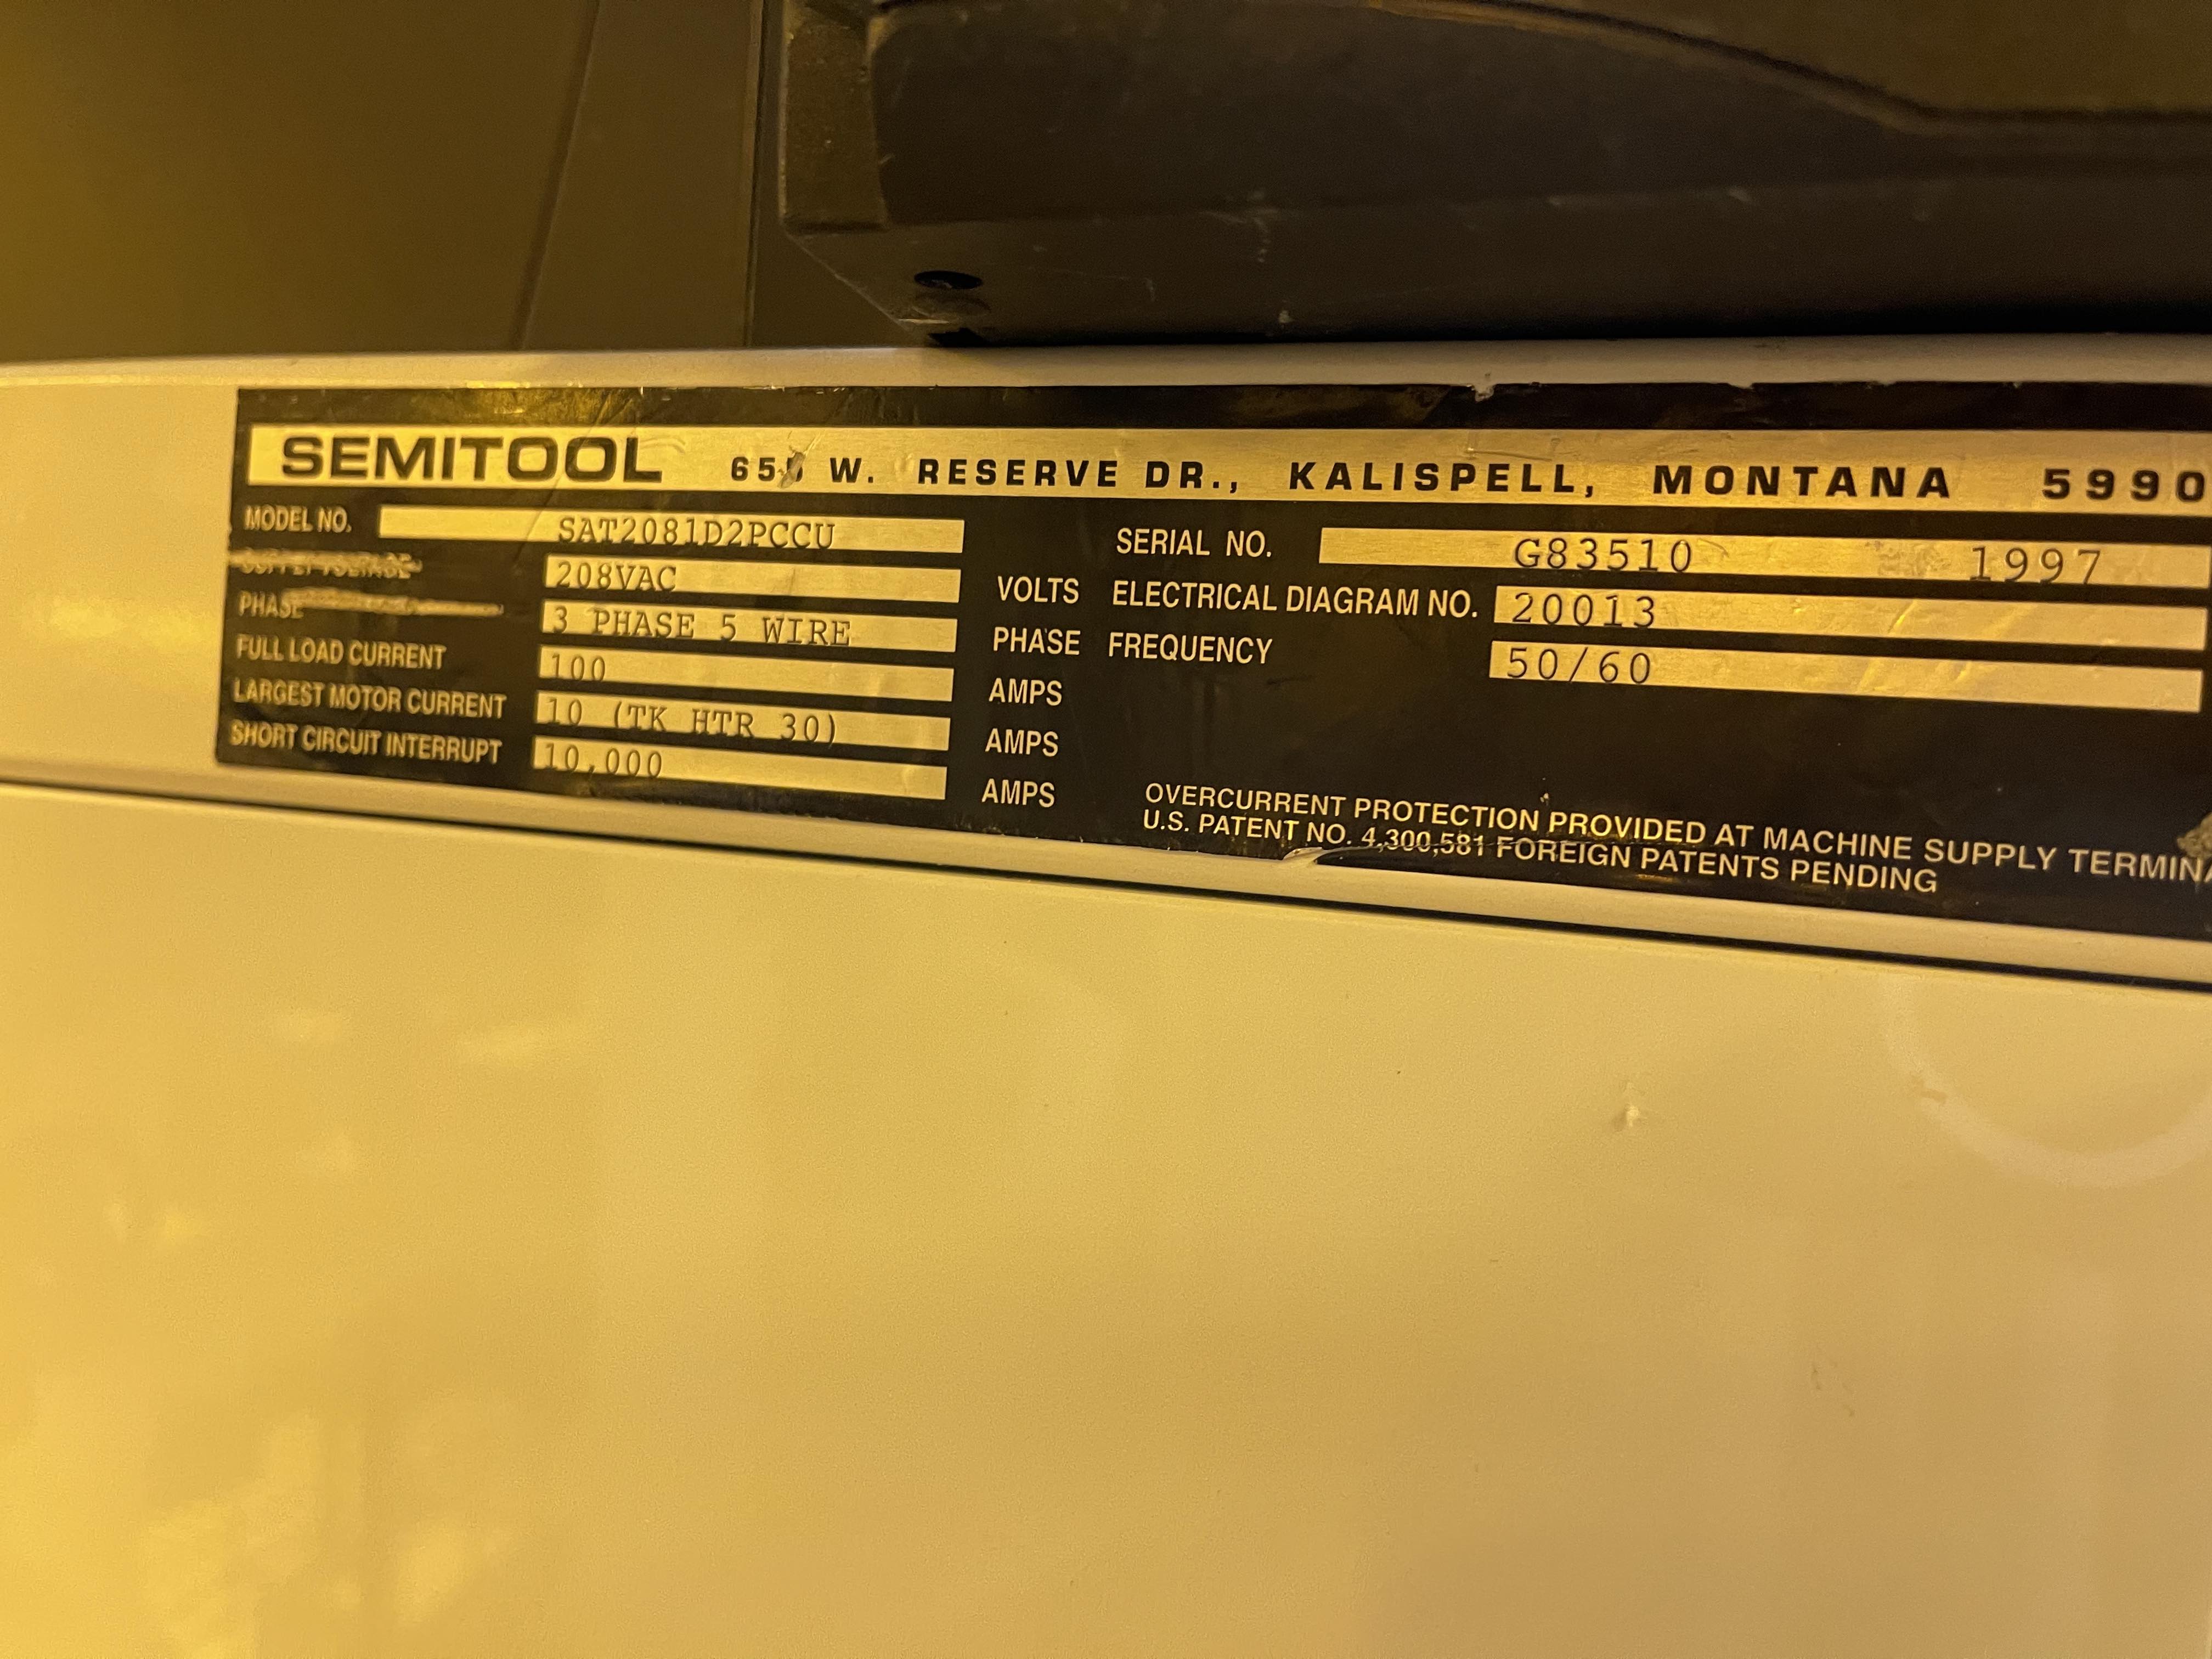 SEMITOOL W. RESERVE DR., KALISPELL, MONTANA 5990
MODEL NO. SAT2081D2PCCU
SERIAL NO. G83510 1997
208VAC VOLTS
ELECTRICAL DIAGRAM NO. 20013
PHASE 3 PHASE 5 WIRE PHASE
FREQUENCY 50/60
FULL LOAD CURRENT 100 AMPS
LARGEST MOTOR CURRENT 10 (TK HTR 30) AMPS
SHORT CIRCUIT INTERRUPT 10,000 AMPS
OVERCURRENT PROTECTION PROVIDED AT MACHINE SUPPLY
U.S. PATENT NO. 4,300,581 FOREIGN PATENTS PENDING